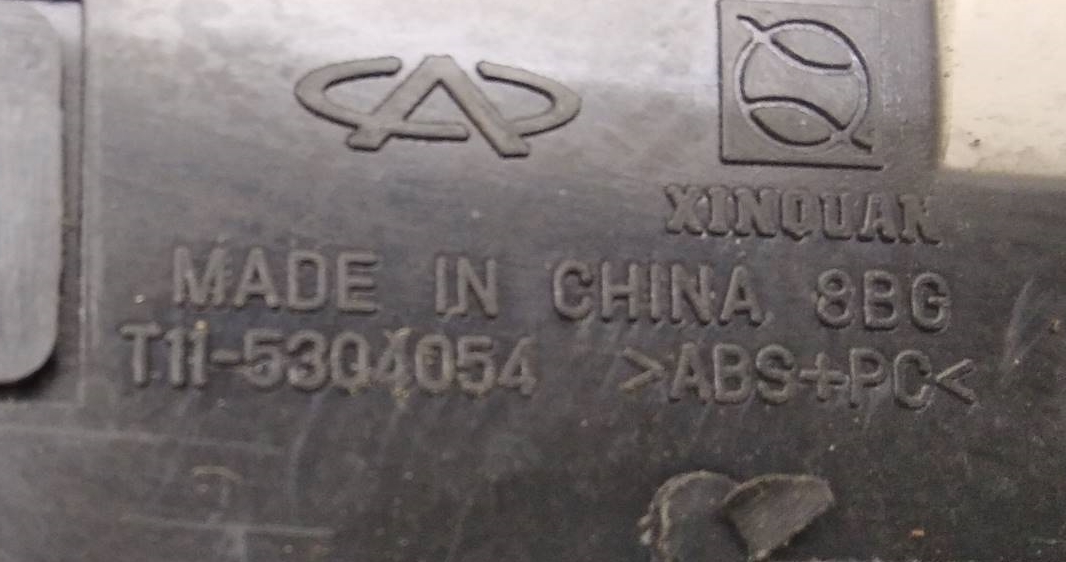 XINQUAN
MADE IN CHINA 8BG
T11-5304054 >ABS+PC<